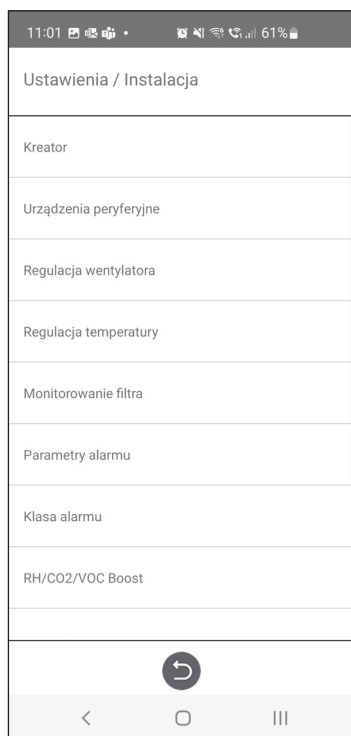 11:01 61%
Ustawienia / Instalacja
Kreator
Urządzenia peryferyjne
Regulacja wentylatora
Regulacja temperatury
Monitorowanie filtra
Parametry alarmu
Klasa alarmu
RH/CO2/VOC Boost